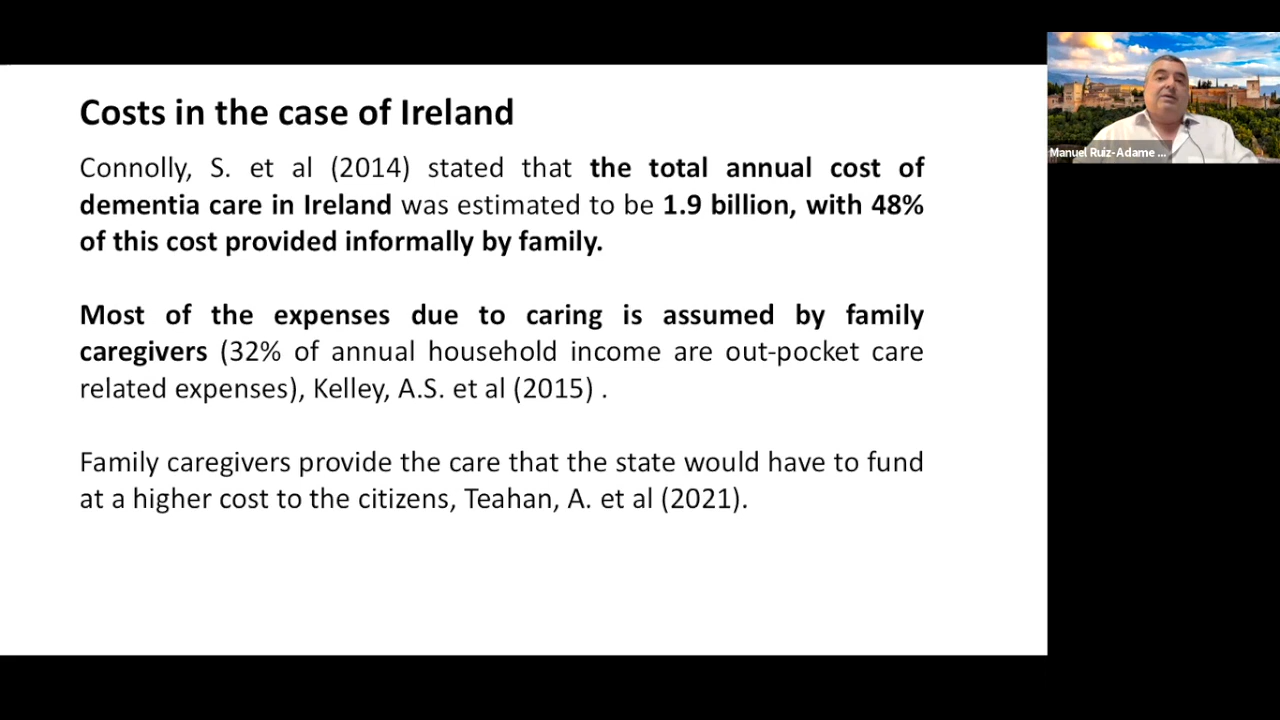 Costs in the case of Ireland
Connolly, S. et al (2014) stated that the total annual cost of
dementia care in Ireland was estimated to be 1.9 billion, with 48%
of this cost provided informally by family.
Most of the expenses due to caring is assumed by family
caregivers (32% of annual household income are out-pocket care
related expenses), Kelley, A.S. et al (2015) .
Family caregivers provide the care that the state would have to fund
at a higher cost to the citizens, Teahan, A. et al (2021).
Manuel Ruiz-Adame ...